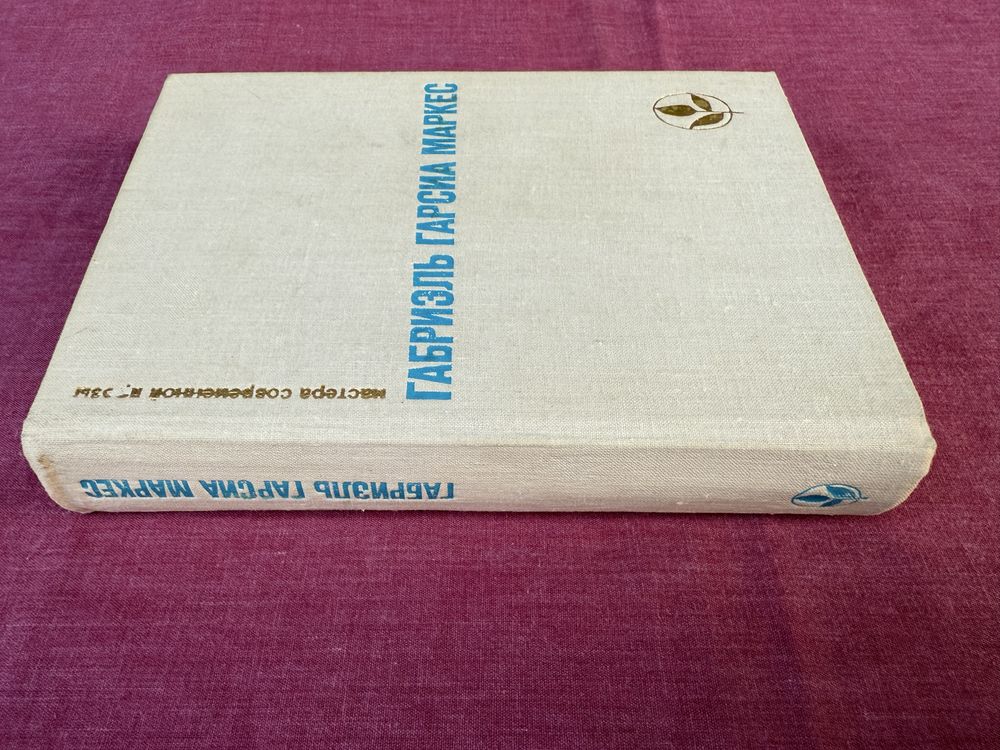 мастера современной прозы
ГАБРИЭЛЬ ГАРСИА МАРКЕС
ГАБРИЭЛЬ ГАРСИА МАРКЕС